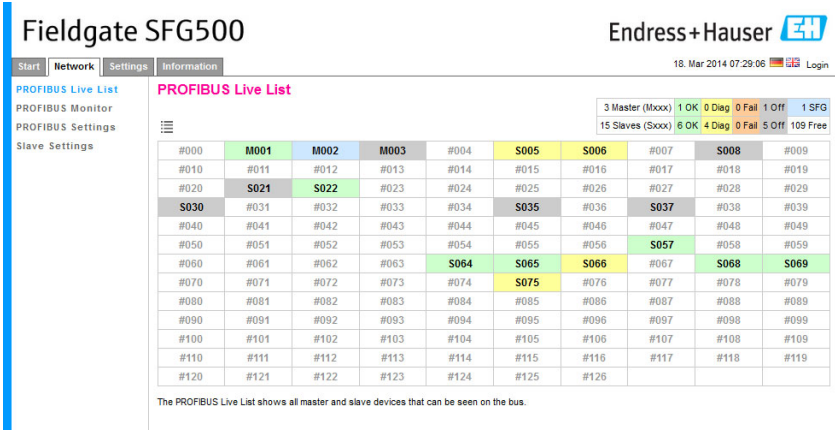 Fieldgate SFG500
Endress+Hauser EH
Start Network Settings Information
18. Mar 2014 07:29:06 Login
PROFIBUS Live List
PROFIBUS Monitor
PROFIBUS Settings
Slave Settings
PROFIBUS Live List
3 Master (Mxxx) 1 OK 0 Diag 0 Fail 1 Off 1 SFG
15 Slaves (Sxxx) 6 OK 4 Diag 0 Fail 5 Off 109 Free
#000 M001 M002 M003 #004 S005 S006 #007 S008 #009
#010 #011 #012 #013 #014 #015 #016 #017 #018 #019
#020 S021 S022 #023 #024 #025 #026 #027 #028 #029
S030 #031 #032 #033 #034 S035 #036 S037 #038 #039
#040 #041 #042 #043 #044 #045 #046 #047 #048 #049
#050 #051 #052 #053 #054 #055 #056 S057 #058 #059
#060 #061 #062 #063 S064 S065 S066 #067 S068 S069
#070 #071 #072 #073 #074 S075 #076 #077 #078 #079
#080 #081 #082 #083 #084 #085 #086 #087 #088 #089
#090 #091 #092 #093 #094 #095 #096 #097 #098 #099
#100 #101 #102 #103 #104 #105 #106 #107 #108 #109
#110 #111 #112 #113 #114 #115 #116 #117 #118 #119
#120 #121 #122 #123 #124 #125 #126
The PROFIBUS Live List shows all master and slave devices that can be seen on the bus.